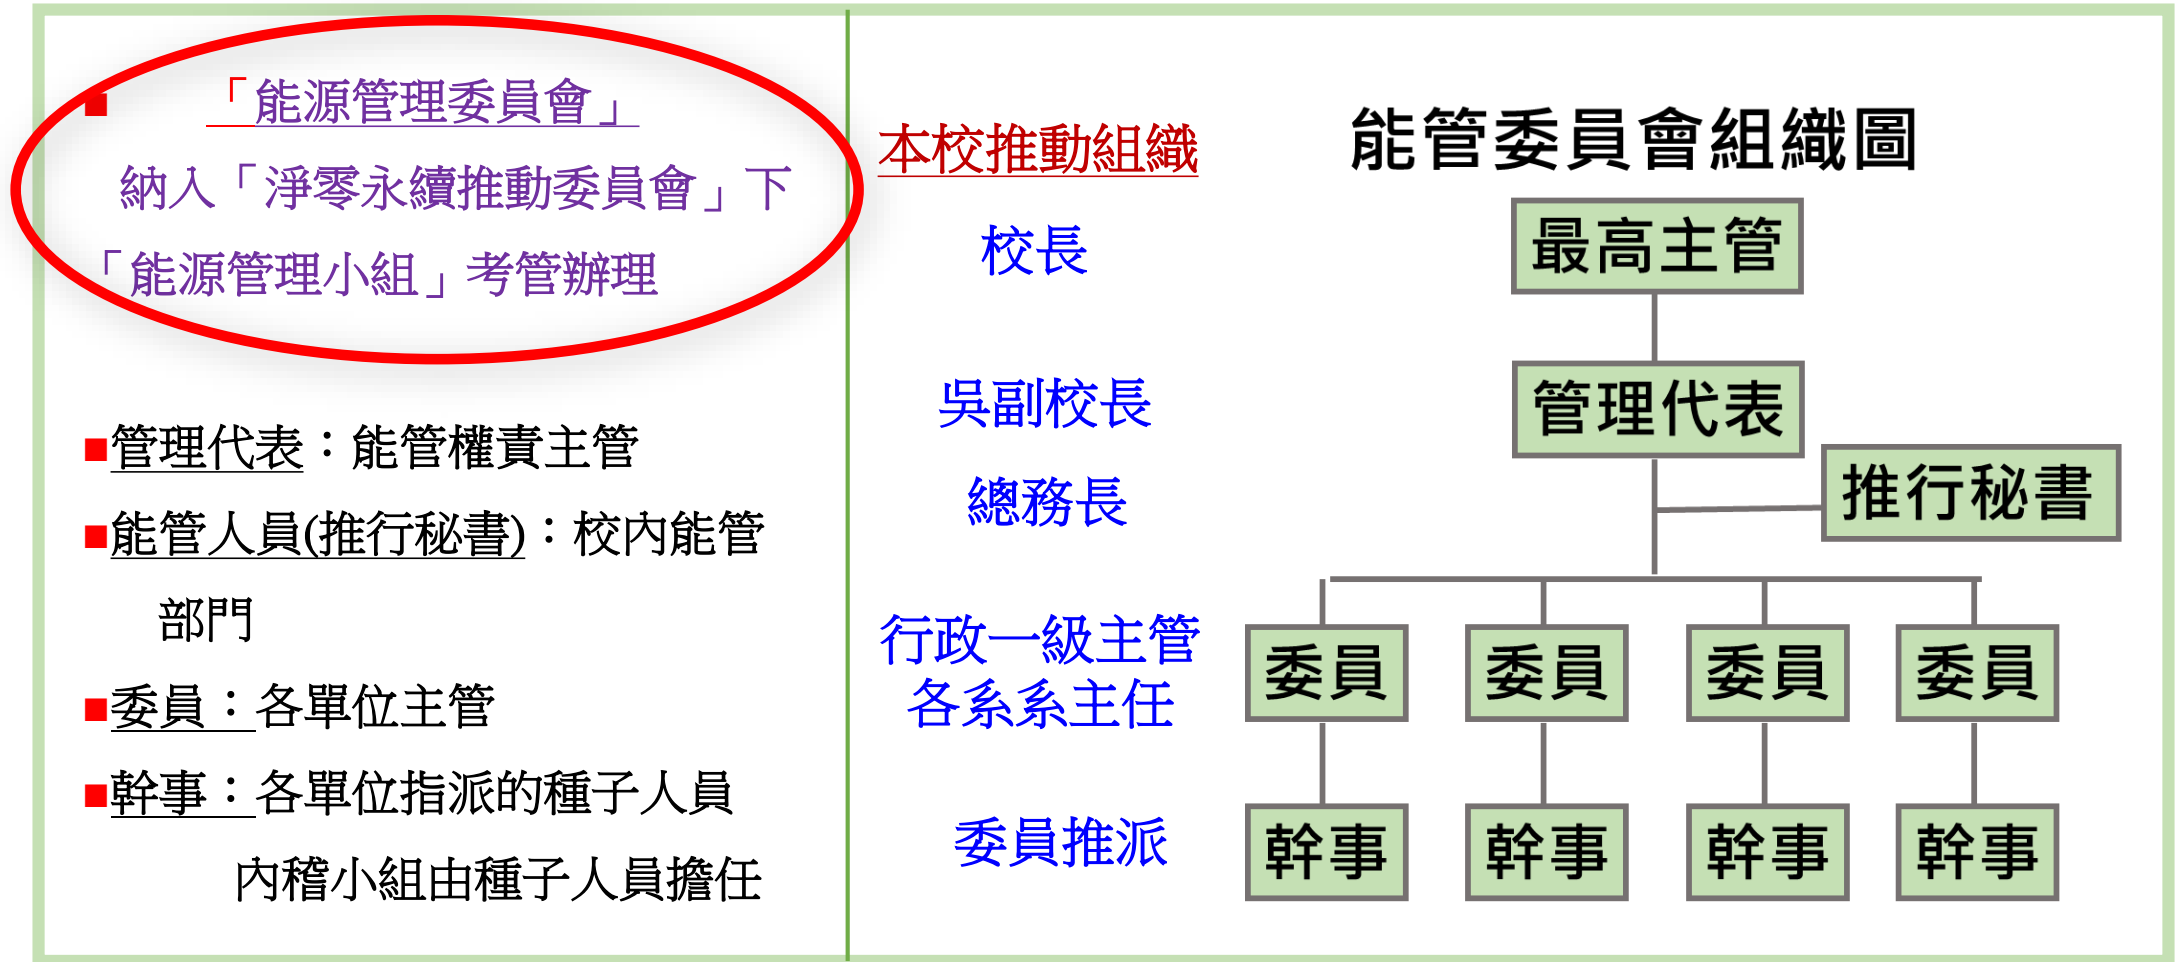 「能源管理委員會」
納入「淨零永續推動委員會」下
「能源管理小組」考管辦理
■管理代表：能管權責主管
■能管人員(推行秘書)：校內能管
部門
■委員：各單位主管
■幹事：各單位指派的種子人員
內稽小組由種子人員擔任
本校推動組織
校長
吳副校長
總務長
行政一級主管
各系系主任
委員推派
能管委員會組織圖
最高主管
管理代表
推行秘書
委員 委員 委員 委員
幹事 幹事 幹事 幹事